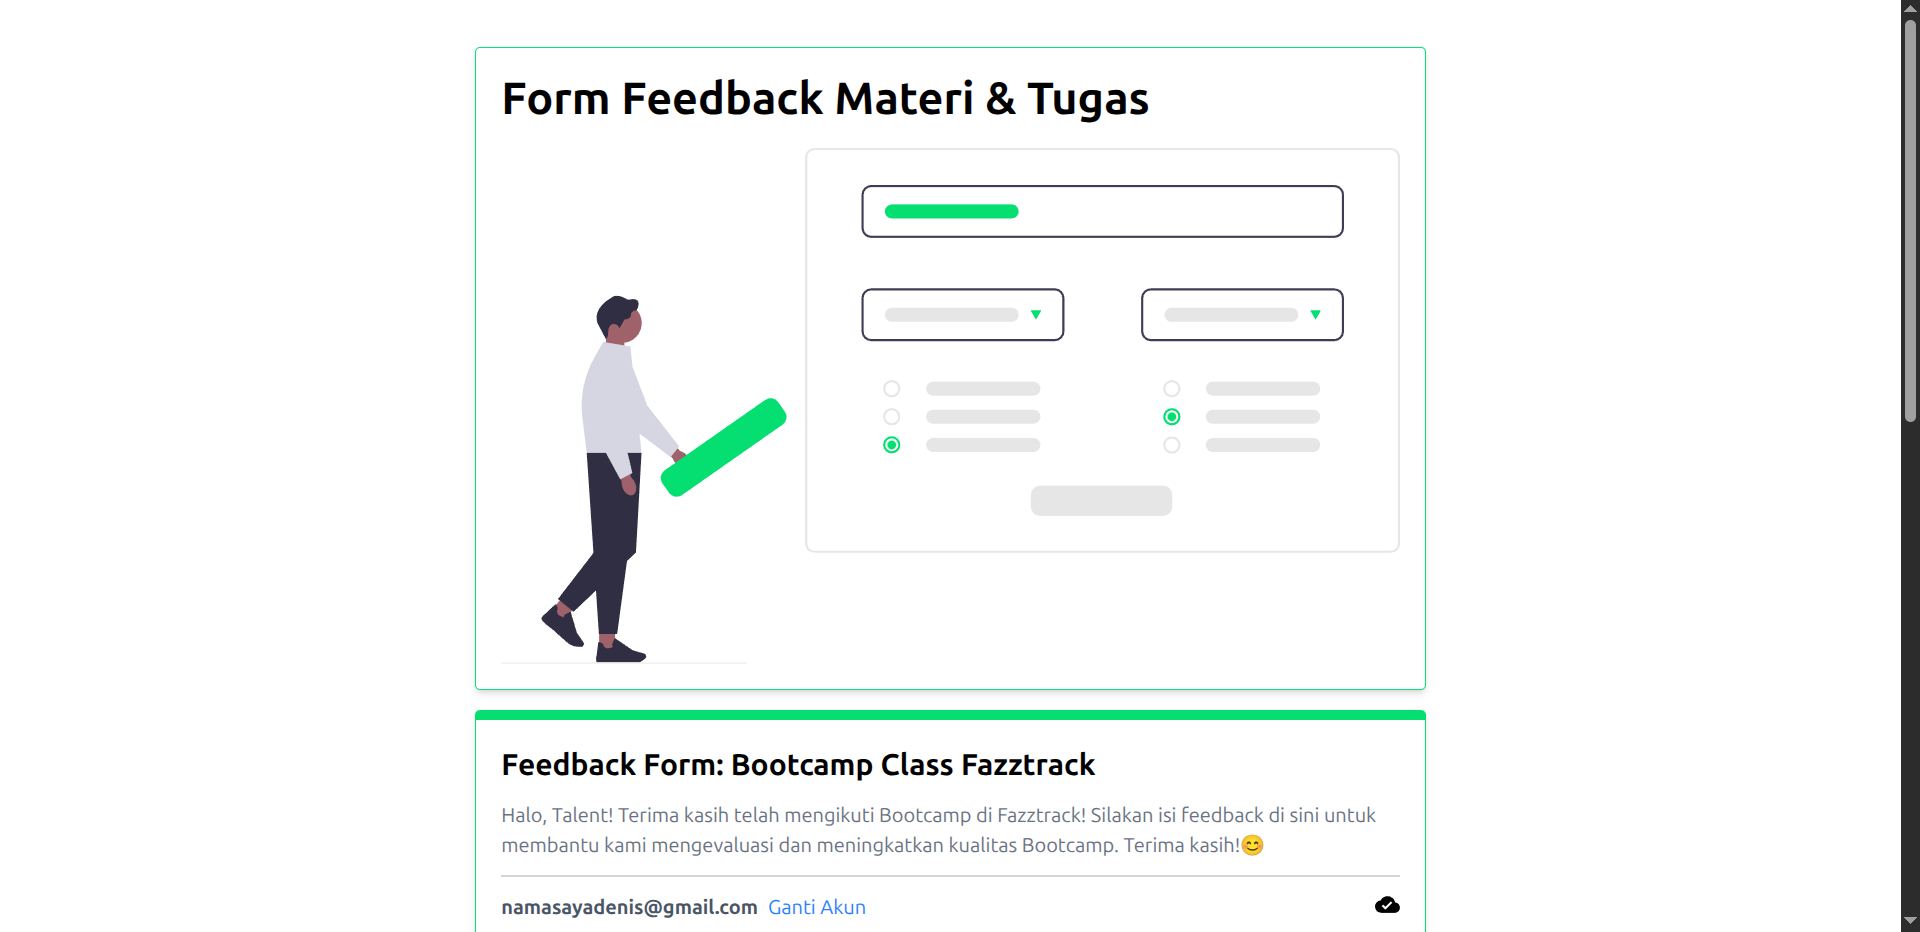 Form Feedback Materi & Tugas
Feedback Form: Bootcamp Class Fazztrack
Halo, Talent! Terima kasih telah mengikuti Bootcamp di Fazztrack! Silakan isi feedback di sini untuk
membantu kami mengevaluasi dan meningkatkan kualitas Bootcamp. Terima kasih!😊
namasayadenis@gmail.com Ganti Akun